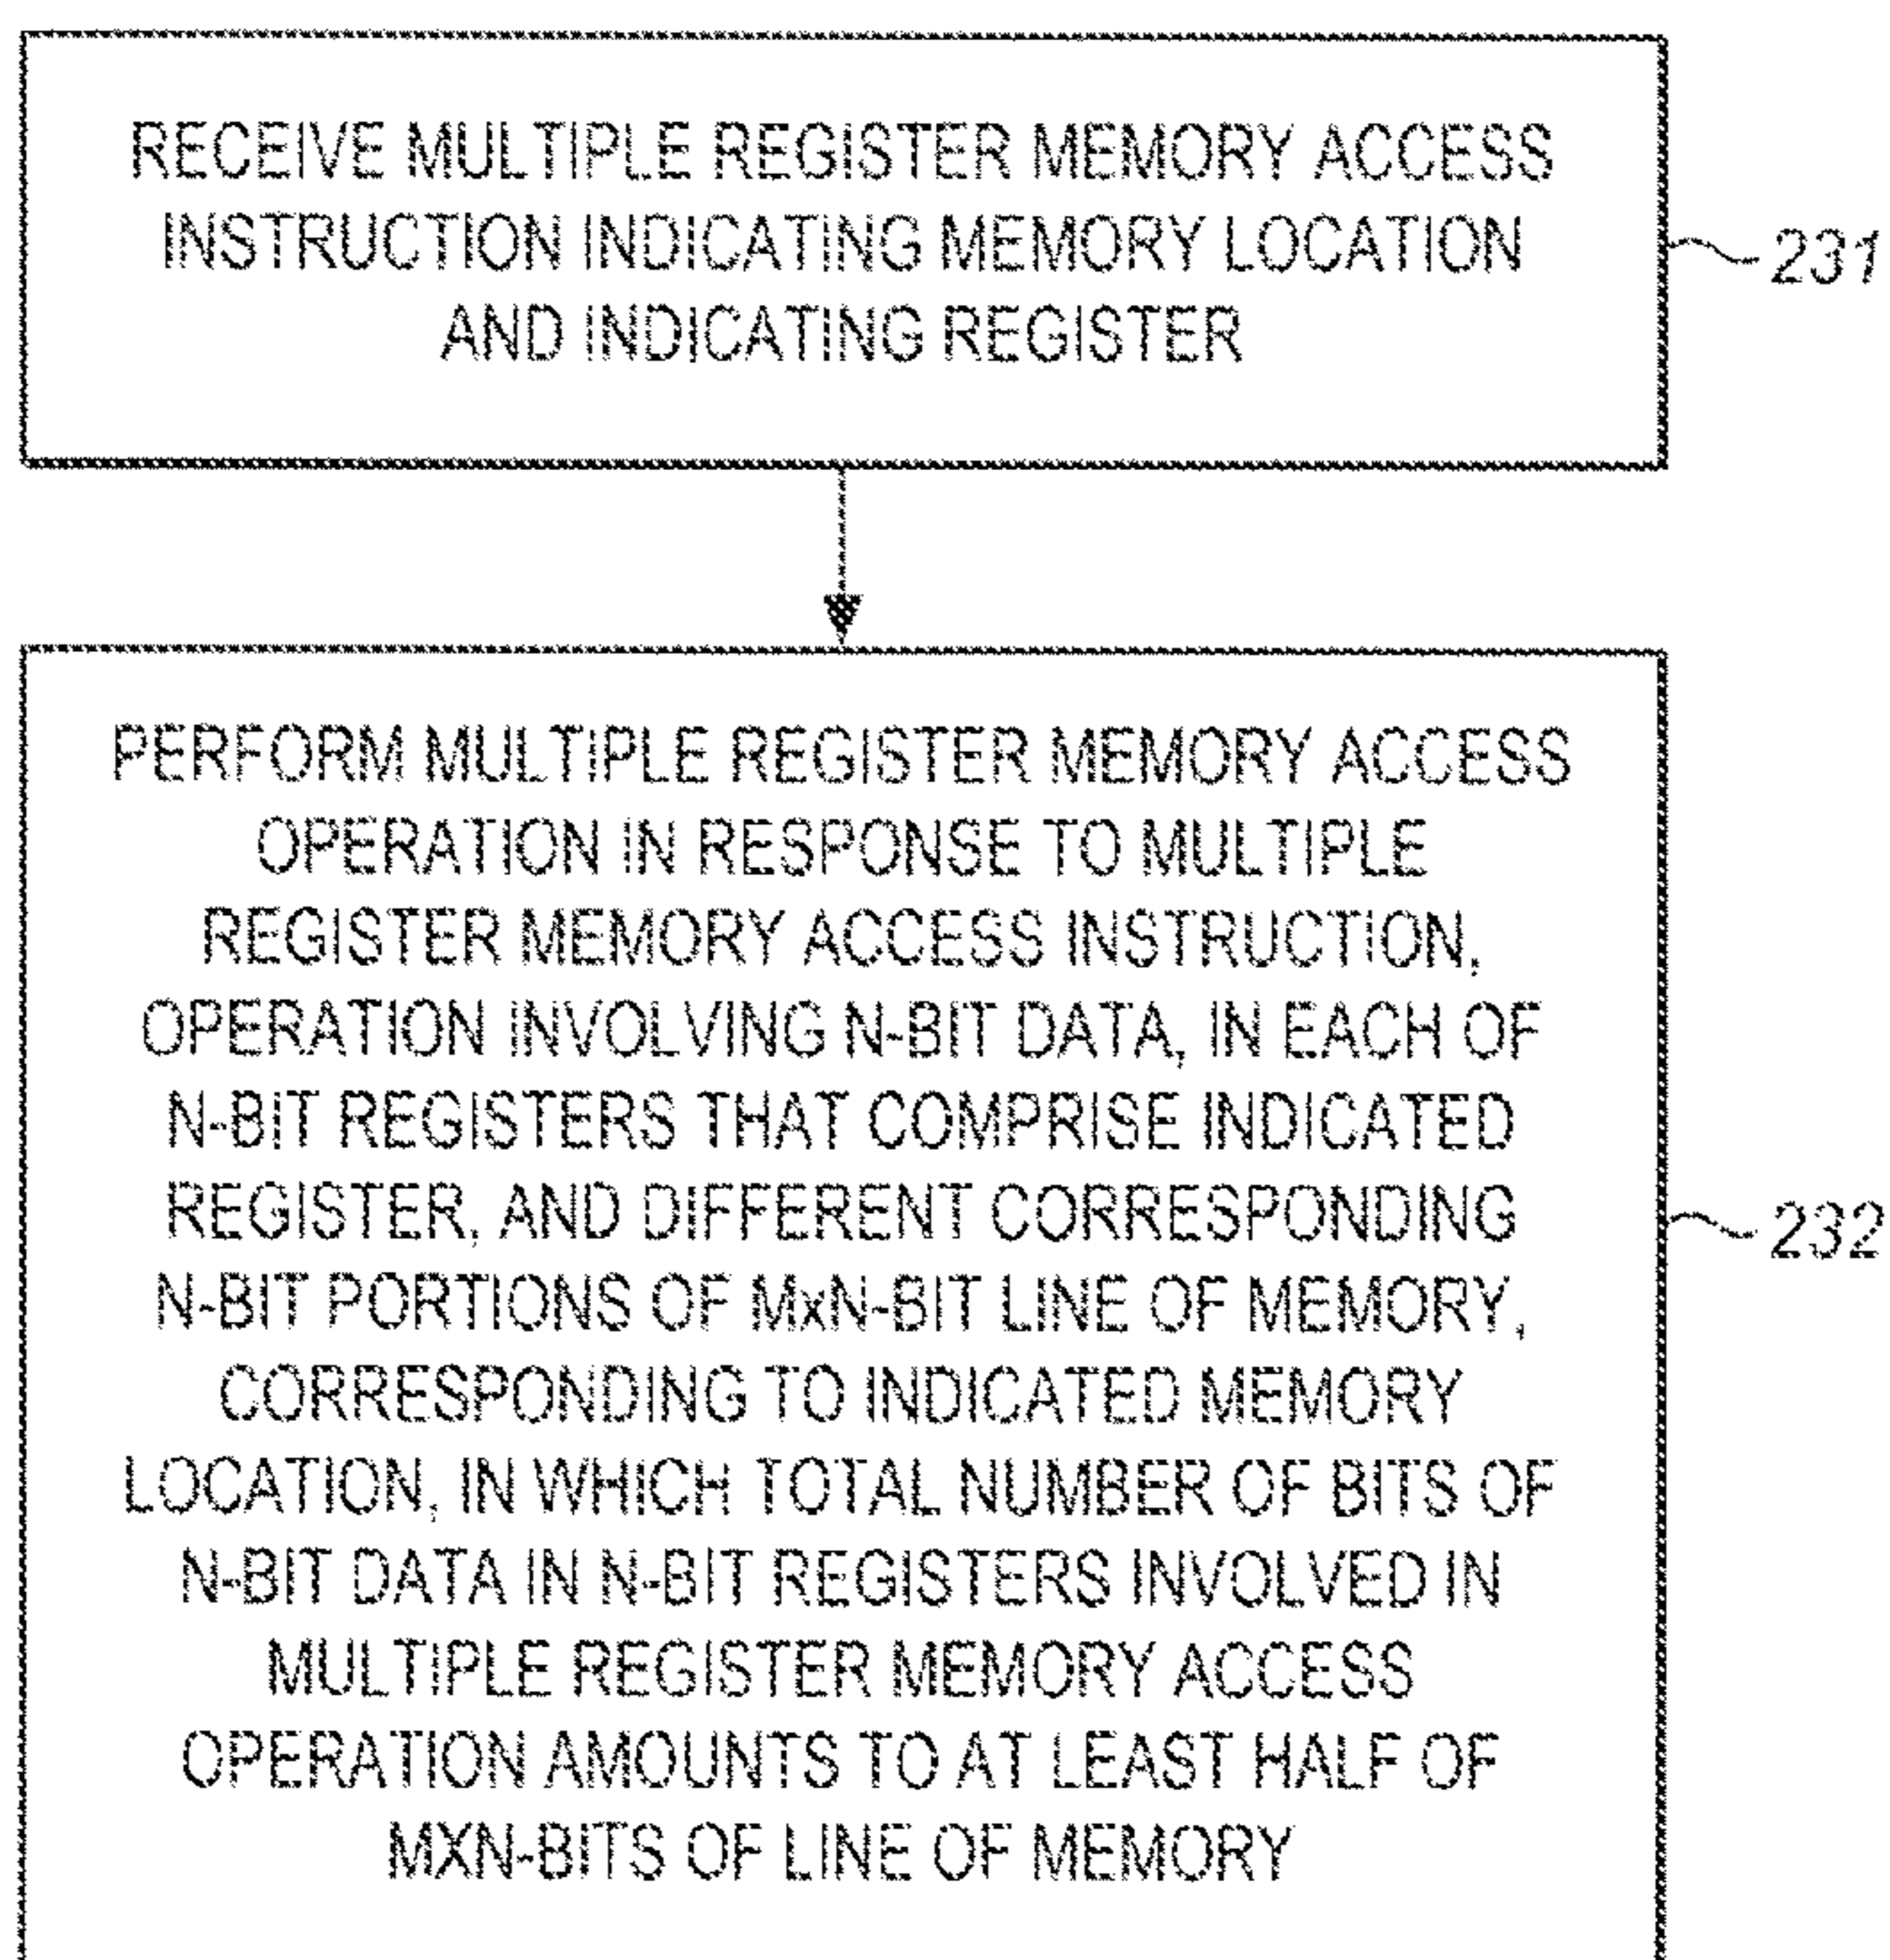 RECEIVE MULTIPLE REGISTER MEMORY ACCESS
INSTRUCTION INDICATING MEMORY LOCATION
AND INDICATING REGISTER
231
PERFORM MULTIPLE REGISTER MEMORY ACCESS
OPERATION IN RESPONSE TO MULTIPLE
REGISTER MEMORY ACCESS INSTRUCTION,
OPERATION INVOLVING N-BIT DATA, IN EACH OF
N-BIT REGISTERS THAT COMPRISE INDICATED
REGISTER, AND DIFFERENT CORRESPONDING
N-BIT PORTIONS OF MxN-BIT LINE OF MEMORY,
CORRESPONDING TO INDICATED MEMORY
LOCATION, IN WHICH TOTAL NUMBER OF BITS OF
N-BIT DATA IN N-BIT REGISTERS INVOLVED IN
MULTIPLE REGISTER MEMORY ACCESS
OPERATION AMOUNTS TO AT LEAST HALF OF
MXN-BITS OF LINE OF MEMORY
232